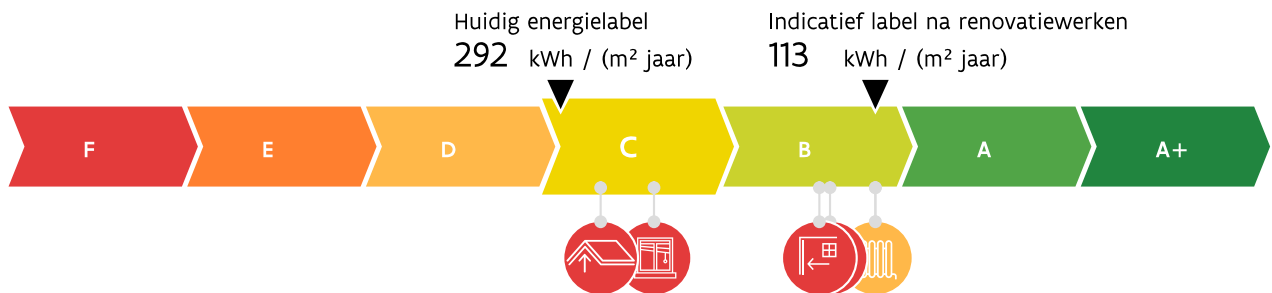 Huidig energielabel
292 kWh / (m² jaar)
Indicatief label na renovatiewerken
113 kWh / (m² jaar)
F E D C B A A+